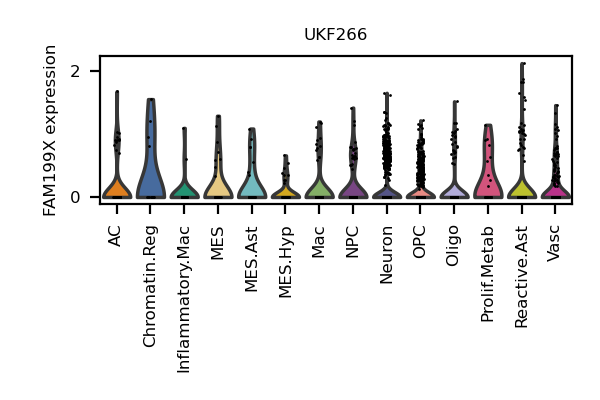 UKF266
FAM199X expression
2
0
AC
Chromatin.Reg
Inflammatory.Mac
MES
MES.Ast
MES.Hyp
Mac
NPC
Neuron
OPC
Oligo
Prolif.Metab
Reactive.Ast
Vasc